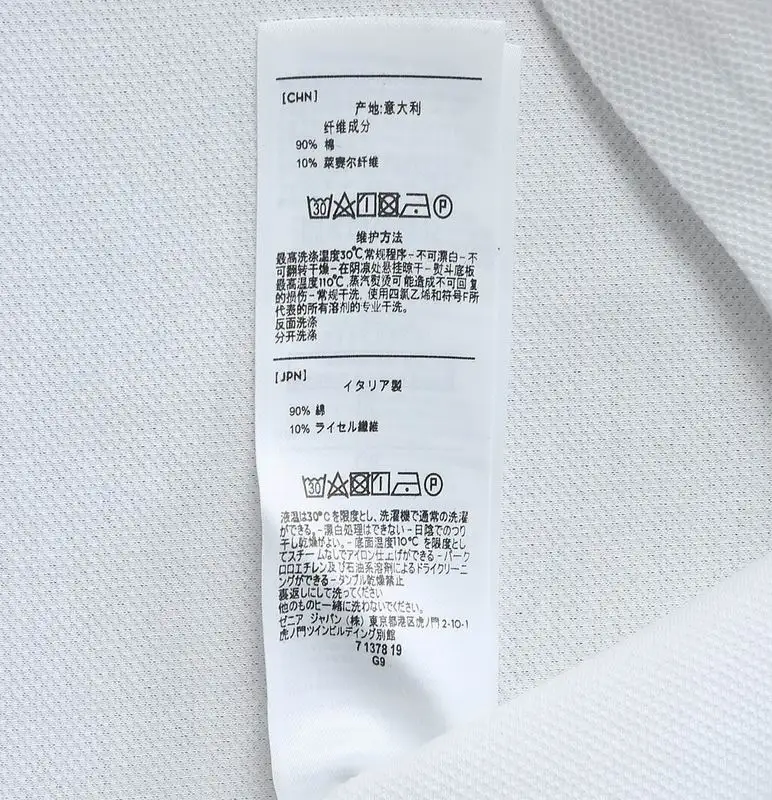 [CHN]
产地:意大利
纤维成分
90% 棉
10% 莱赛尔纤维
30 P
维护方法
最高洗涤温度30℃常规程序-不可漂白-不
可翻转干燥-在阴凉处悬挂晾干-熨斗底板
最高温度110℃,蒸汽熨烫可能造成不可回复
的损伤-常规干洗,使用四氯乙烯和符号F所
代表的所有溶剂的专业干洗。
反面洗涤
分开洗涤
[JPN]
イタリア製
90% 綿
10% ライセル繊維
30 P
液温は30°Cを限度とし、洗濯機で通常の洗濯
ができる。-漂白処理はできない-日陰でのつり
干し乾燥がよい。-底面温度110°Cを限度とし
てスチームなしでアイロン仕上げができる-パーク
ロロエチレン及び石油系溶剤によるドライクリーニ
ングができる-タンブル乾燥禁止
裏返しにして洗ってください
他のものと一緒に洗わないでください。
ゼニア ジャパン (株) 東京都港区虎ノ門 2-10-1
虎ノ門ツインビルディング別館
7 1378 19
G9